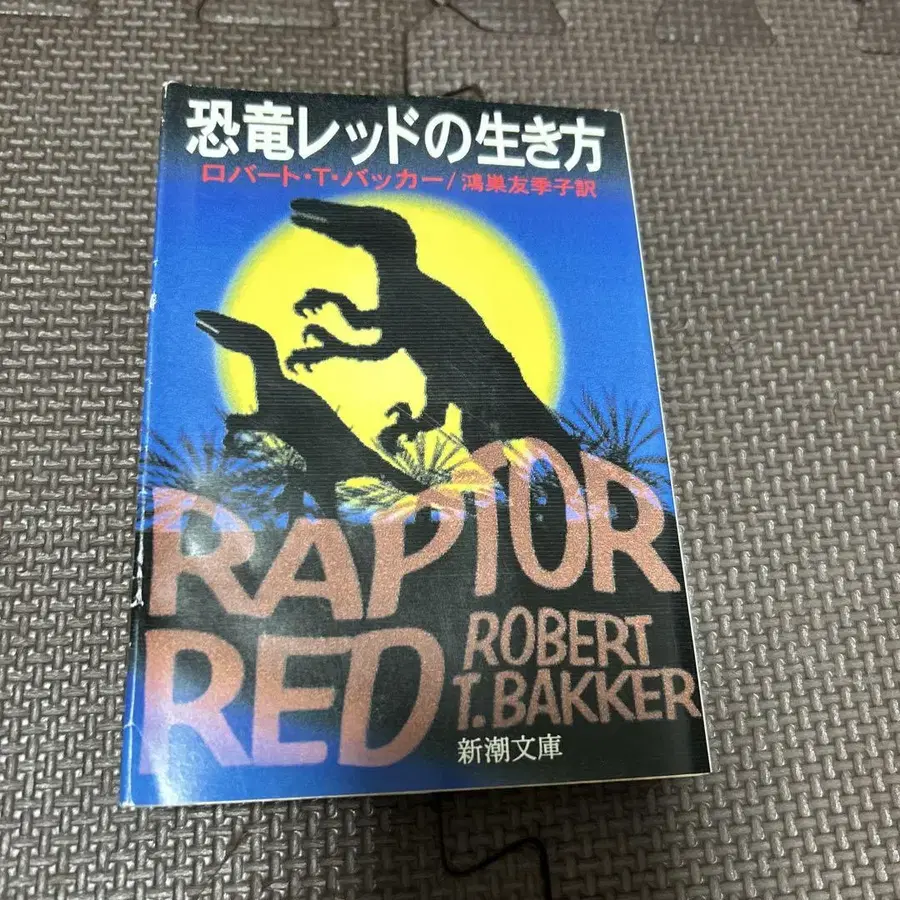 恐竜レッドの生き方
ロバート・T・バッカー/鴻巣友季子訳
RAPTOR
RED
ROBERT
T. BAKKER
新潮文庫